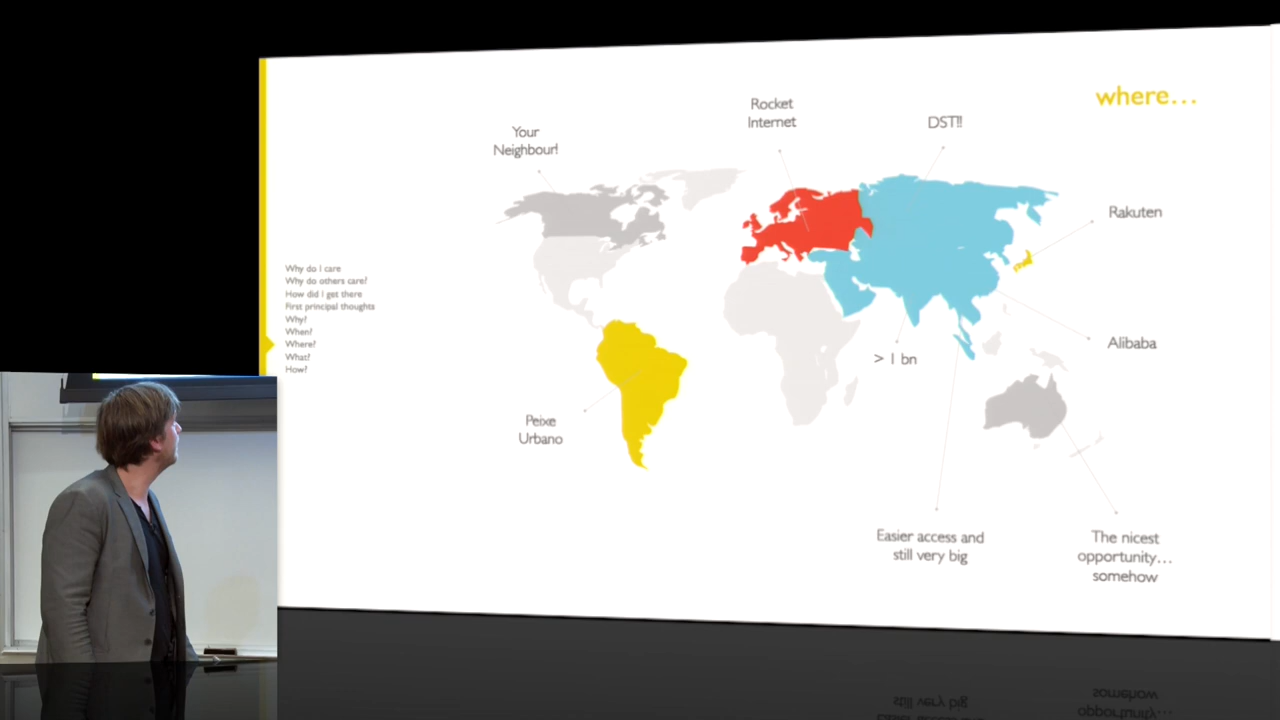 where...
Rocket
Internet
DST!!
Your
Neighbour!
Rakuten
Why do I care
Why do others care?
How did I get there
First principal thoughts
Why?
When?
Where?
What?
How?
Alibaba
> 1 bn
Peixe
Urbano
Easier access and
still very big
The nicest
opportunity...
somehow